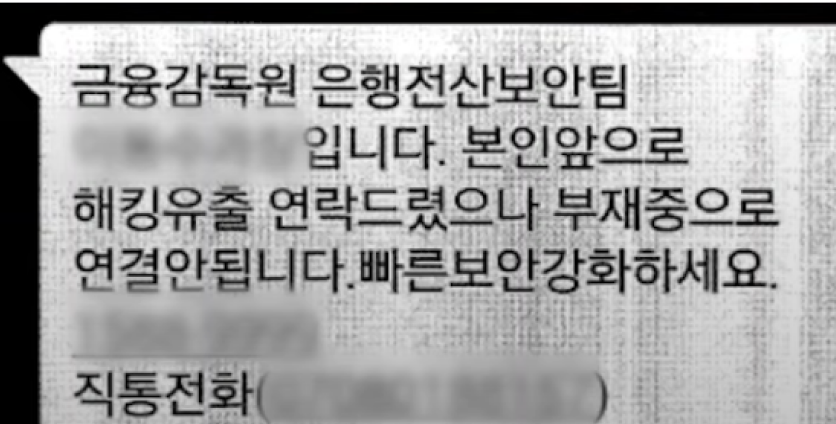 금융감독원 은행전산보안팀
입니다. 본인앞으로
해킹유출 연락드렸으나 부재중으로
연결안됩니다.빠른보안강화하세요.
직통전화( )